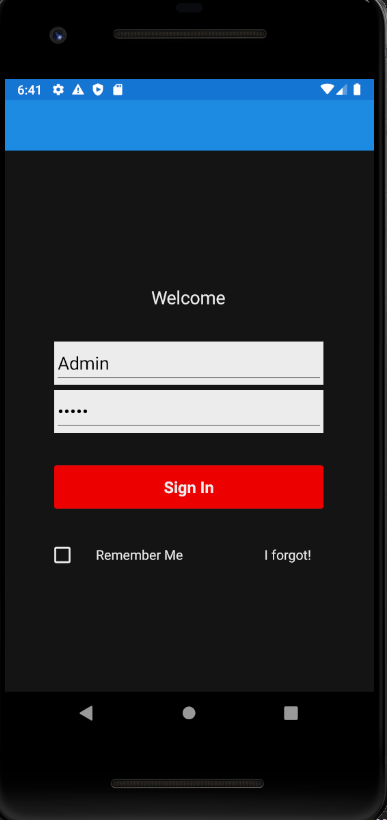 6:41
Welcome
Admin
•••••
Sign In
Remember Me
I forgot!